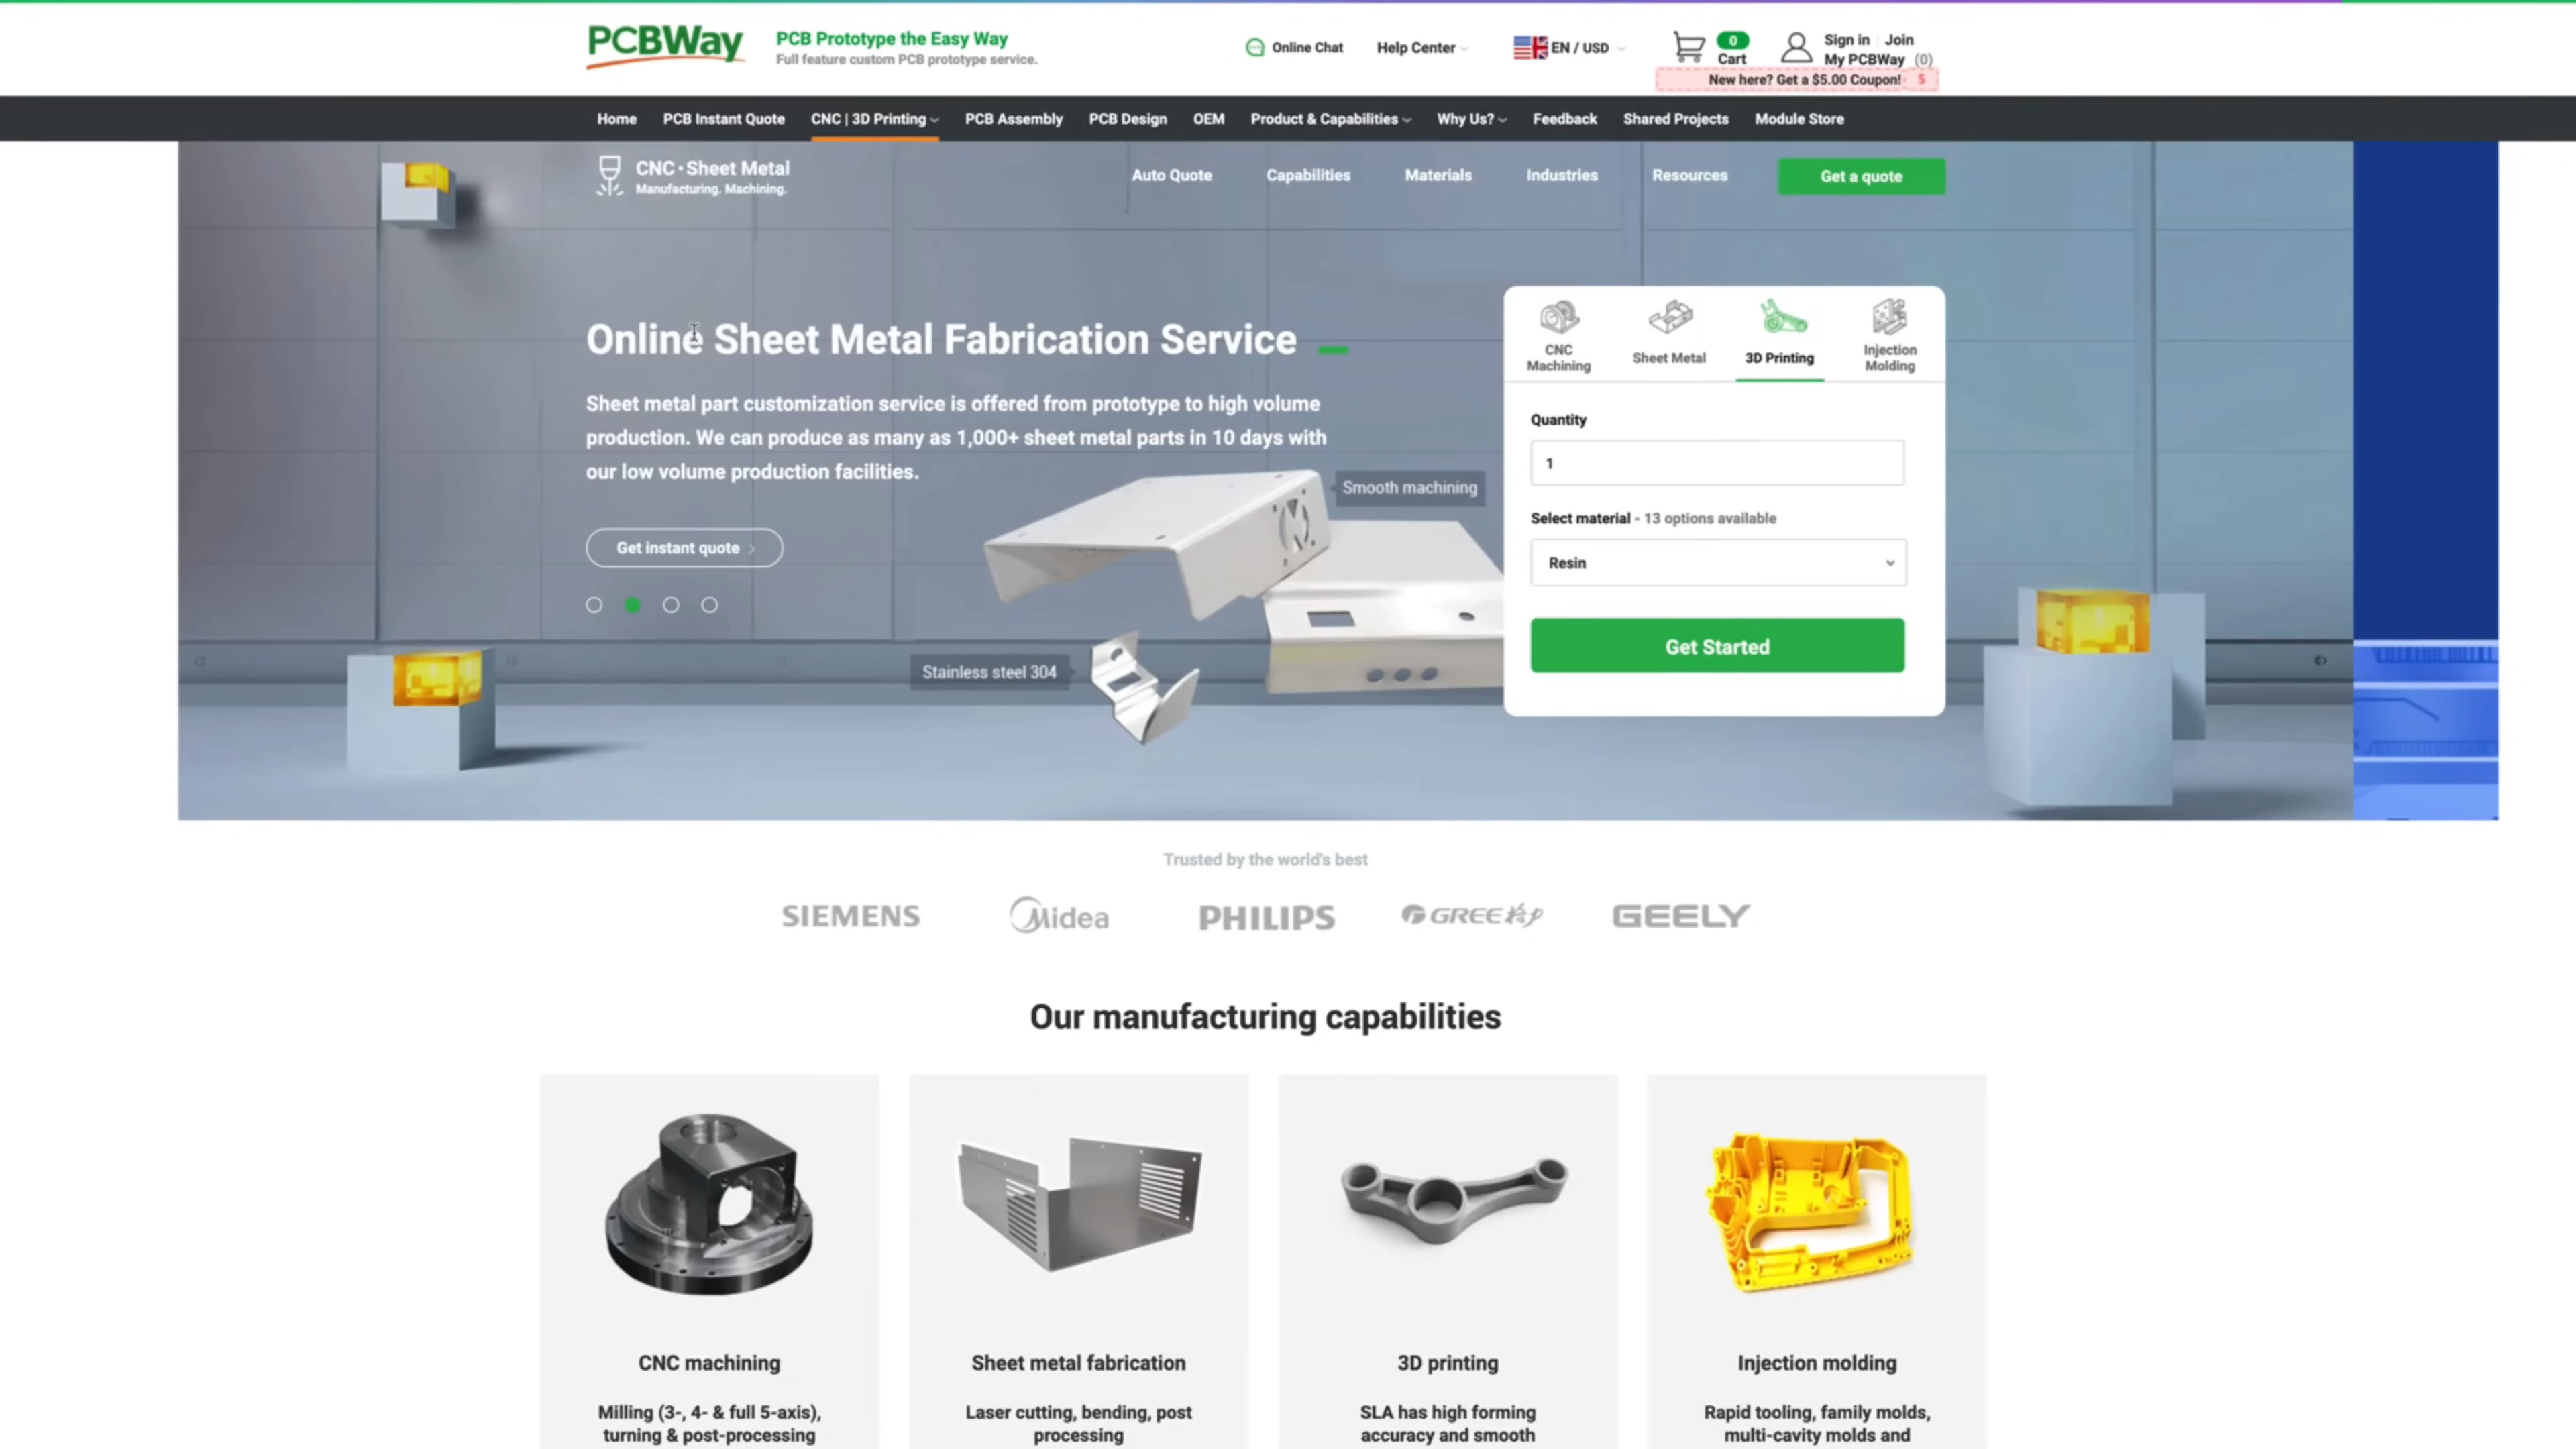 PCBWay
PCB Prototype the Easy Way
Full feature custom PCB prototype service.
Online Chat
Help Center
EN / USD
0
Cart
Sign in
Join
My PCBWay (0)
New here? Get a $5.00 Coupon! $
Home
PCB Instant Quote
CNC | 3D Printing
PCB Assembly
PCB Design
OEM
Product & Capabilities
Why Us?
Feedback
Shared Projects
Module Store
CNC · Sheet Metal
Manufacturing. Machining.
Auto Quote
Capabilities
Materials
Industries
Resources
Get a quote
Online Sheet Metal Fabrication Service
Sheet metal part customization service is offered from prototype to high volume
production. We can produce as many as 1,000+ sheet metal parts in 10 days with
our low volume production facilities.
Get instant quote
Smooth machining
Stainless steel 304
CNC
Machining
Sheet Metal
3D Printing
Injection
Molding
Quantity
1
Select material - 13 options available
Resin
Get Started
Trusted by the world's best
SIEMENS
Midea
PHILIPS
GREE格力
GEELY
Our manufacturing capabilities
CNC machining
Milling (3-, 4- & full 5-axis),
turning & post-processing
Sheet metal fabrication
Laser cutting, bending, post
processing
3D printing
SLA has high forming
accuracy and smooth
Injection molding
Rapid tooling, family molds,
multi-cavity molds and